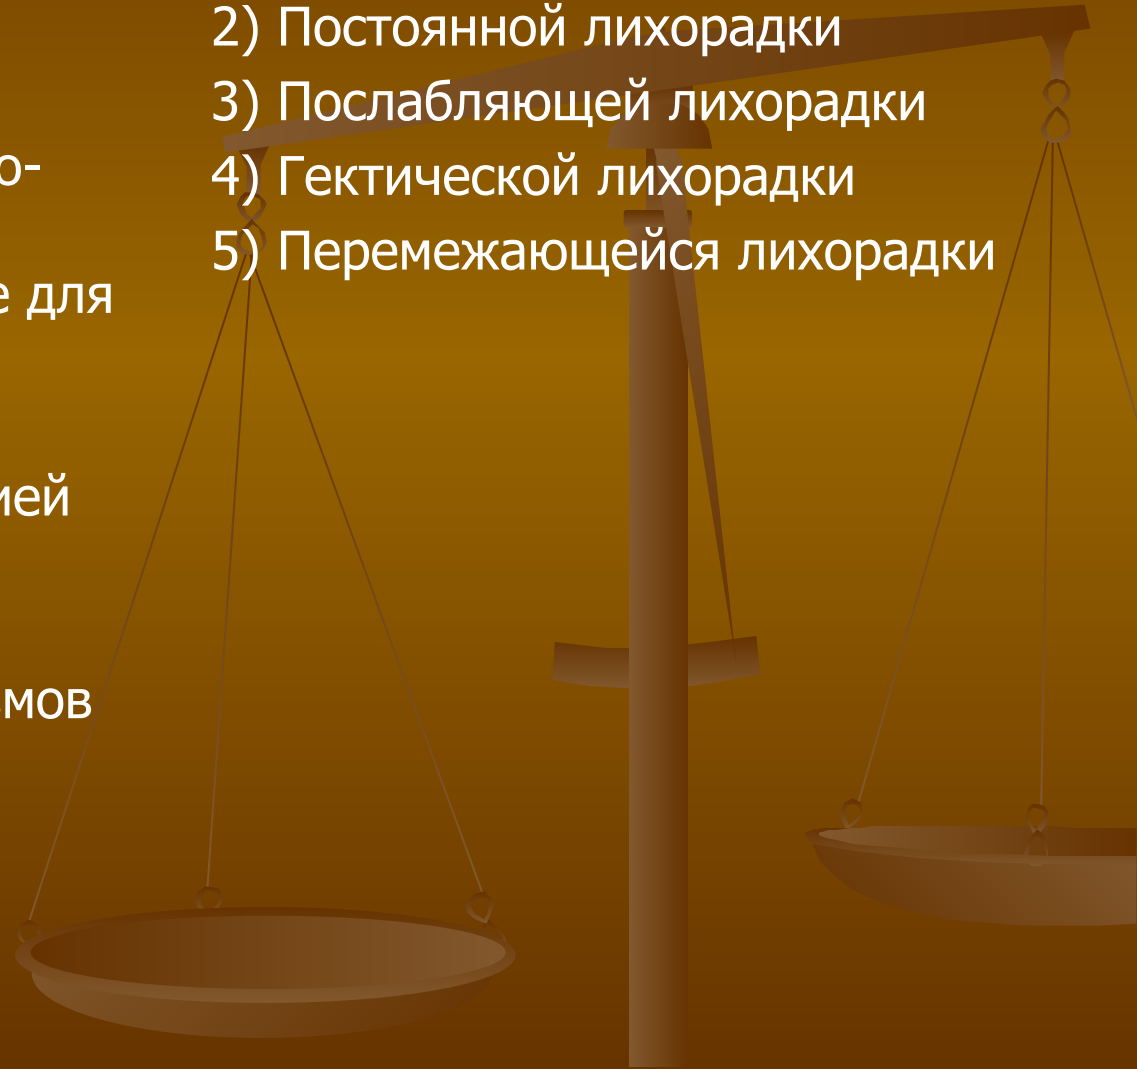 2) Постоянной лихорадки
3) Послабляющей лихорадки
о-
4) Гектической лихорадки
5) Перемежающейся лихорадки
е для
ией
мов